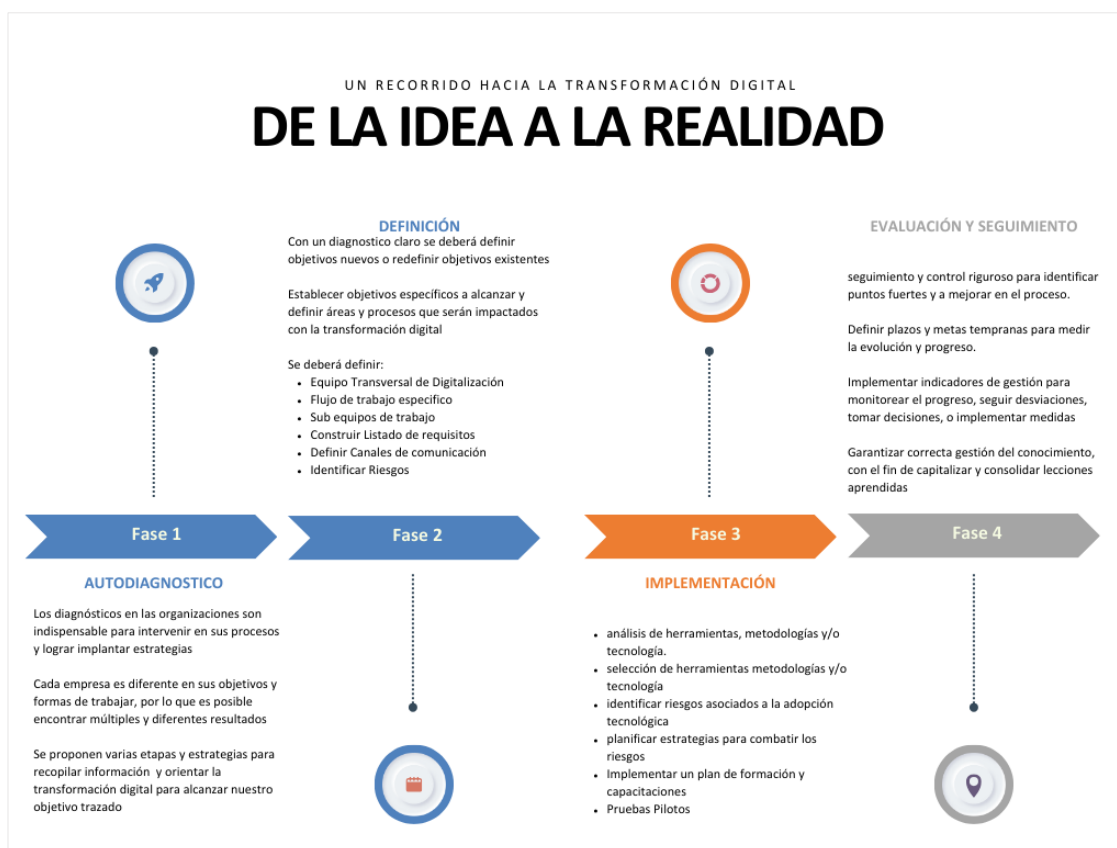 UN RECORRIDO HACIA LA TRANSFORMACIÓN DIGITAL
DE LA IDEA A LA REALIDAD
Fase 1
AUTODIAGNOSTICO
Los diagnósticos en las organizaciones son
indispensable para intervenir en sus procesos
y lograr implantar estrategias
Cada empresa es diferente en sus objetivos y
formas de trabajar, por lo que es posible
encontrar múltiples y diferentes resultados
Se proponen varias etapas y estrategias para
recopilar información y orientar la
transformación digital para alcanzar nuestro
objetivo trazado
DEFINICIÓN
Con un diagnostico claro se deberá definir
objetivos nuevos o redefinir objetivos existentes
Establecer objetivos específicos a alcanzar y
definir áreas y procesos que serán impactados
con la transformación digital
Se deberá definir:
• Equipo Transversal de Digitalización
• Flujo de trabajo especifico
• Sub equipos de trabajo
• Construir Listado de requisitos
• Definir Canales de comunicación
• Identificar Riesgos
Fase 2
Fase 3
IMPLEMENTACIÓN
• análisis de herramientas, metodologías y/o
tecnología.
• selección de herramientas metodologías y/o
tecnología
• identificar riesgos asociados a la adopción
tecnológica
• planificar estrategias para combatir los
riesgos
• Implementar un plan de formación y
capacitaciones
• Pruebas Pilotos
EVALUACIÓN Y SEGUIMIENTO
seguimiento y control riguroso para identificar
puntos fuertes y a mejorar en el proceso.
Definir plazos y metas tempranas para medir
la evolución y progreso.
Implementar indicadores de gestión para
monitorear el progreso, seguir desviaciones,
tomar decisiones, o implementar medidas
Garantizar correcta gestión del conocimiento,
con el fin de capitalizar y consolidar lecciones
aprendidas
Fase 4